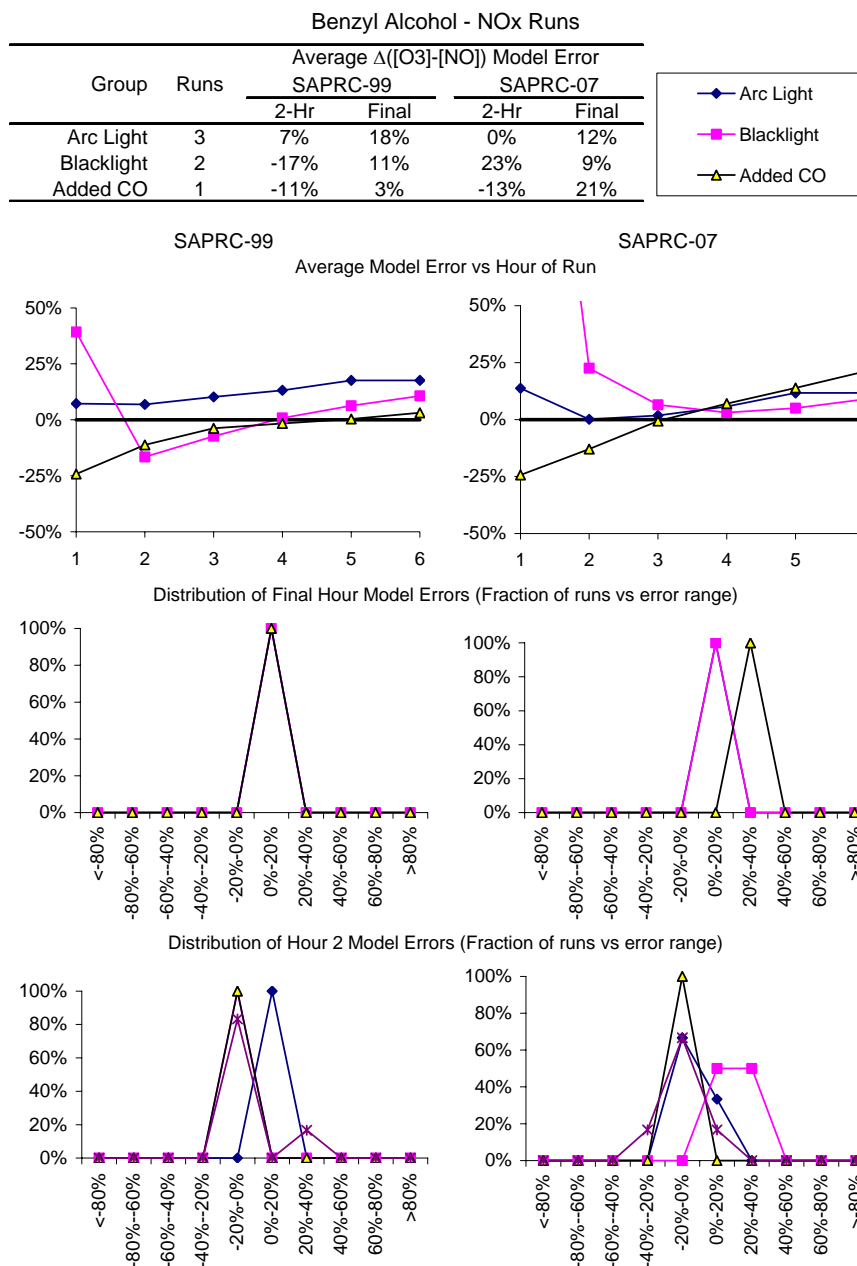 Benzyl Alcohol - NOx Runs
Average Δ([O3]-[NO]) Model Error
Group Runs SAPRC-99 SAPRC-07
2-Hr Final 2-Hr Final
Arc Light 3 7% 18% 0% 12%
Blacklight 2 -17% 11% 23% 9%
Added CO 1 -11% 3% -13% 21%
Arc Light
Blacklight
Added CO
SAPRC-99 SAPRC-07
Average Model Error vs Hour of Run
50% 50%
25% 25%
0% 0%
-25% -25%
-50% -50%
1 2 3 4 5 6 1 2 3 4 5
Distribution of Final Hour Model Errors (Fraction of runs vs error range)
100% 100%
80% 80%
60% 60%
40% 40%
20% 20%
0% 0%
<-80% -80%--60% -60%--40% -40%--20% -20%-0% 0%-20% 20%-40% 40%-60% 60%-80% >80% <-80% -80%--60% -60%--40% -40%--20% -20%-0% 0%-20% 20%-40% 40%-60% 60%-80% >80%
Distribution of Hour 2 Model Errors (Fraction of runs vs error range)
100% 100%
80% 80%
60% 60%
40% 40%
20% 20%
0% 0%
<-80% -80%--60% -60%--40% -40%--20% -20%-0% 0%-20% 20%-40% 40%-60% 60%-80% >80% <-80% -80%--60% -60%--40% -40%--20% -20%-0% 0%-20% 20%-40% 40%-60% 60%-80% >80%